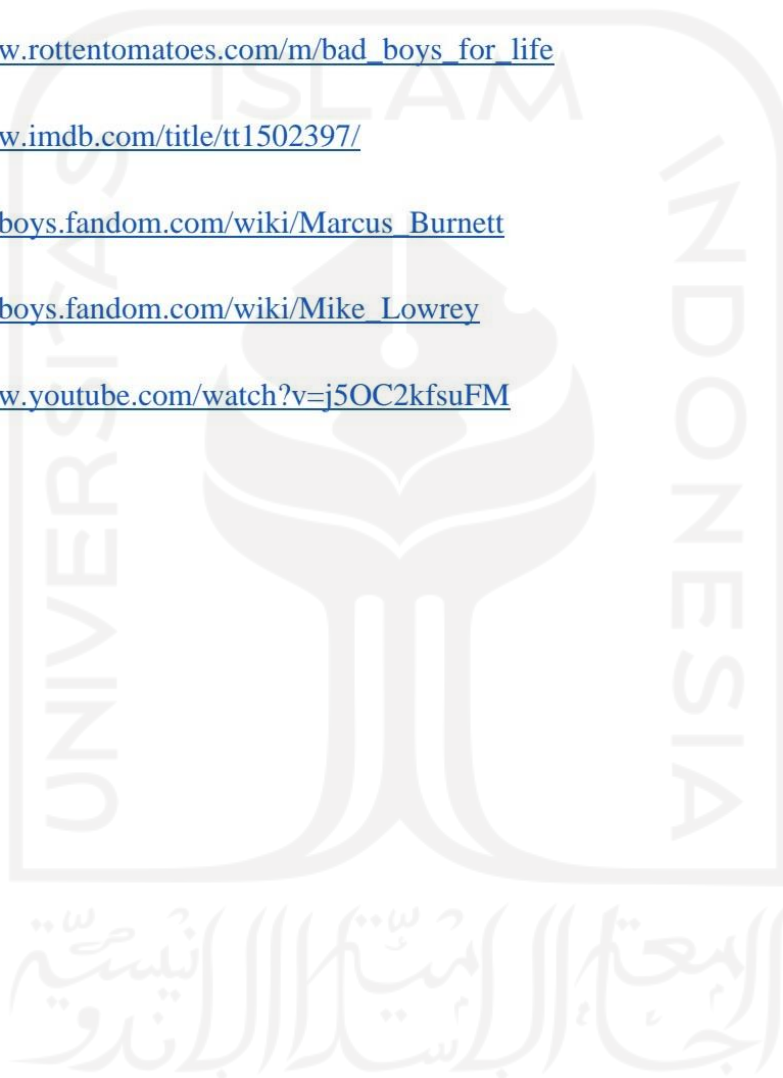 w.rottentomatoes.com/m/bad_boys_for_life
w.imdb.com/title/tt1502397/
boys.fandom.com/wiki/Marcus_Burnett
boys.fandom.com/wiki/Mike_Lowrey
w.youtube.com/watch?v=j5OC2kfsuFM
ISLAM
UNIVERSITAS
INDONESIA